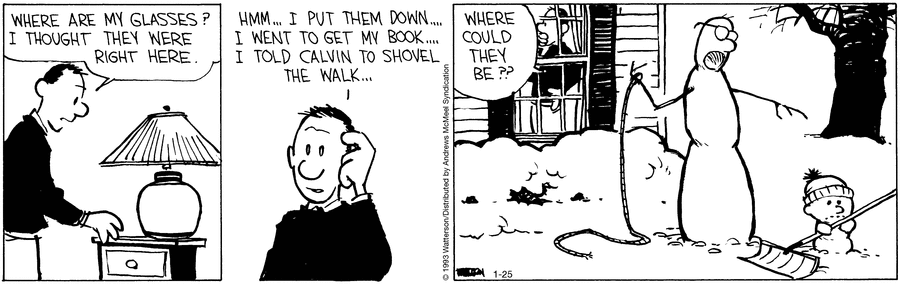 WHERE ARE MY GLASSES?
I THOUGHT THEY WERE
RIGHT HERE.
HMM... I PUT THEM DOWN....
I WENT TO GET MY BOOK....
I TOLD CALVIN TO SHOVEL
THE WALK...
WHERE
COULD
THEY
BE??
© 1993 Watterson/Distributed by Andrews McMeel Syndication
1-25